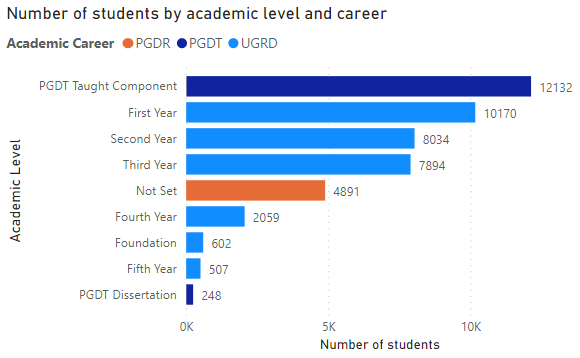 Number of students by academic level and career
Academic Career PGDR PGDT UGRD
Academic Level
PGDT Taught Component 12132
First Year 10170
Second Year 8034
Third Year 7894
Not Set 4891
Fourth Year 2059
Foundation 602
Fifth Year 507
PGDT Dissertation 248
0K 5K 10K
Number of students